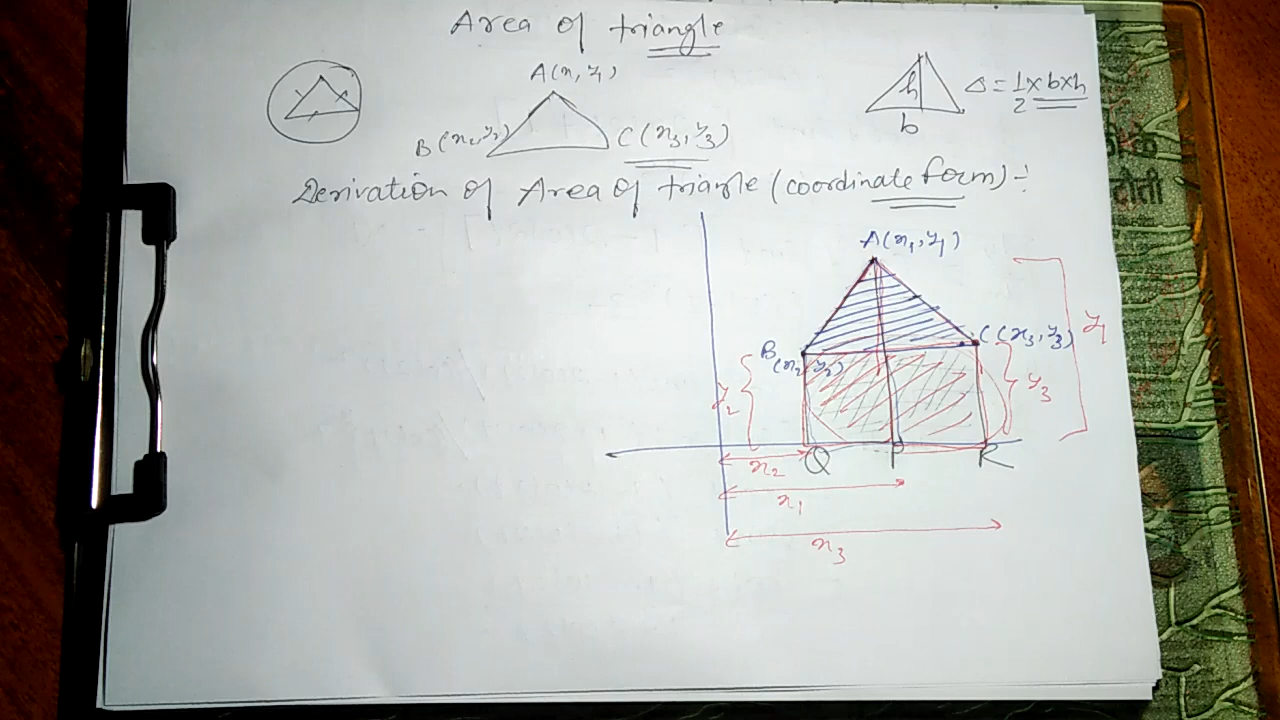 Area of triangle
A(x, y1)
B(x2, y2)
C(x3, y3)
h
b
Δ = 1/2 × b×h
Derivation of Area of triangle (coordinate form) :-
A(x1, y1)
B(x2, y2)
C(x3, y3)
y1
y2
y3
Q P R
x2
x1
x3